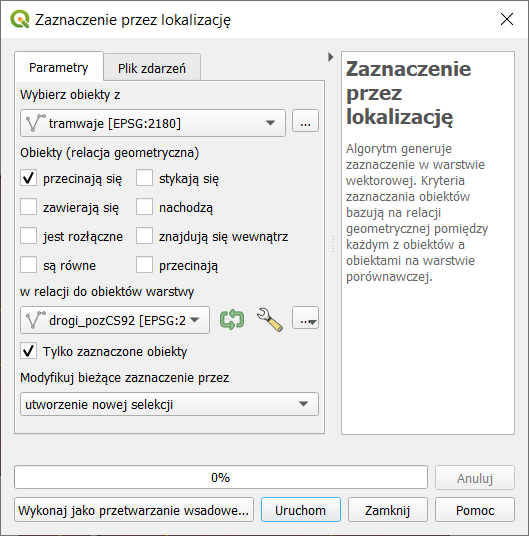 Zaznaczenie przez lokalizację
Parametry
Plik zdarzeń
Wybierz obiekty z
tramwaje [EPSG:2180]
...
Obiekty (relacja geometryczna)
przecinają się
stykają się
zawierają się
nachodzą
jest rozłączne
znajdują się wewnątrz
są równe
przecinają
w relacji do obiektów warstwy
drogi_pozCS92 [EPSG:2
...
Tylko zaznaczone obiekty
Modyfikuj bieżące zaznaczenie przez
utworzenie nowej selekcji
Zaznaczenie
przez
lokalizację
Algorytm generuje
zaznaczenie w warstwie
wektorowej. Kryteria
zaznaczania obiektów
bazują na relacji
geometrycznej pomiędzy
każdym z obiektów a
obiektami na warstwie
porównawczej.
0%
Anuluj
Wykonaj jako przetwarzanie wsadowe...
Uruchom
Zamknij
Pomoc